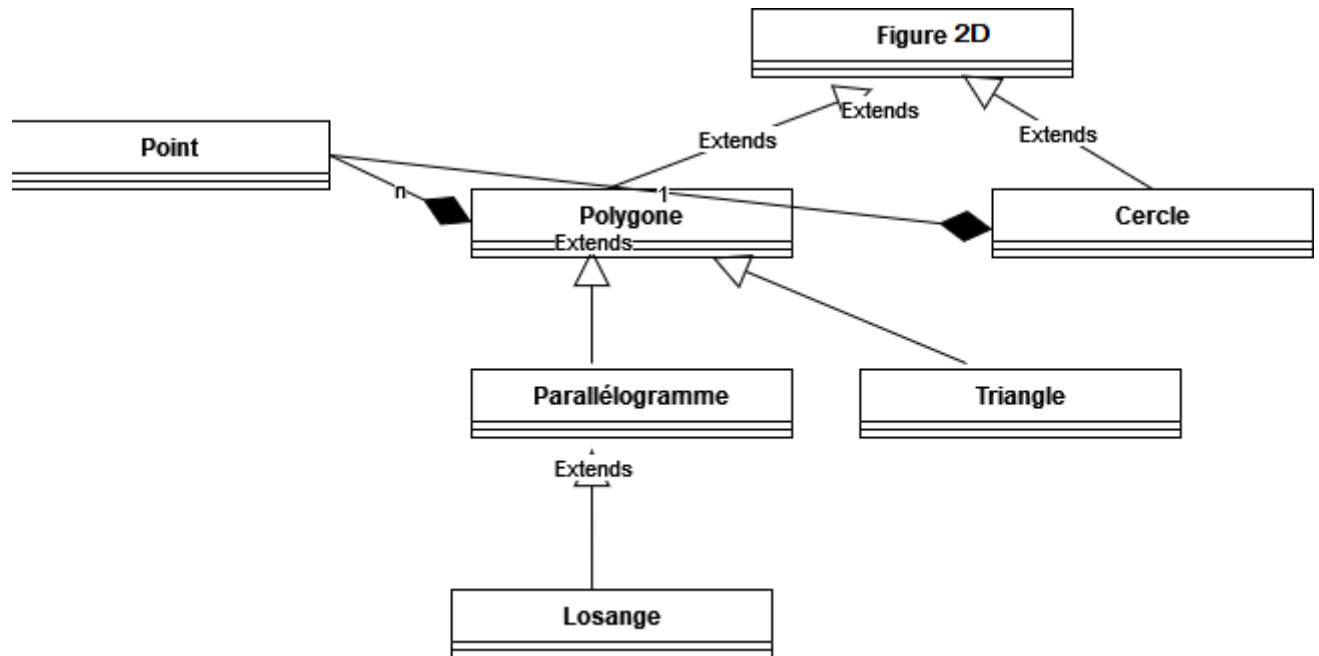 Figure 2D
Extends
Extends
Extends
Point
n
1
Polygone
Cercle
Extends
Parallélogramme
Triangle
Extends
Losange